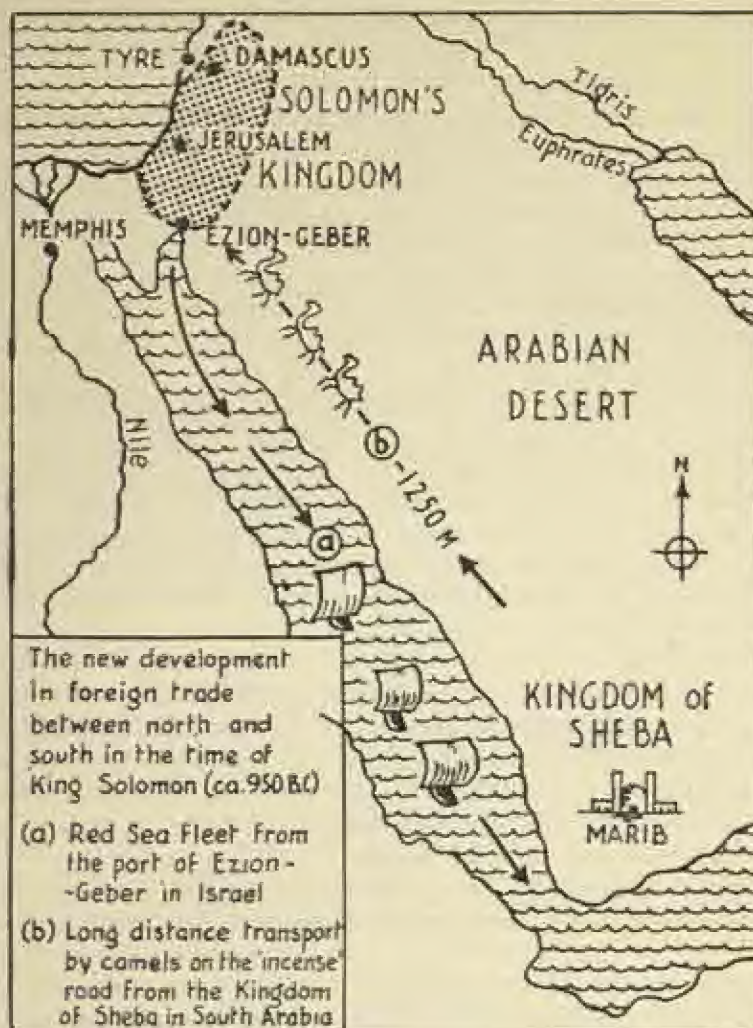 TYRE
DAMASCUS
SOLOMON'S
JERUSALEM
KINGDOM
MEMPHIS
EZION-GEBER
Tidris
Euphrates
ARABIAN
DESERT
Nile
b
-1250 M
N
a
KINGDOM of
SHEBA
MARIB
The new development
in foreign trade
between north and
south in the time of
King Solomon (ca.950 B.C)
(a) Red Sea Fleet from
the port of Ezion-
-Geber in Israel
(b) Long distance transport
by camels on the 'incense'
road from the Kingdom
of Sheba in South Arabia